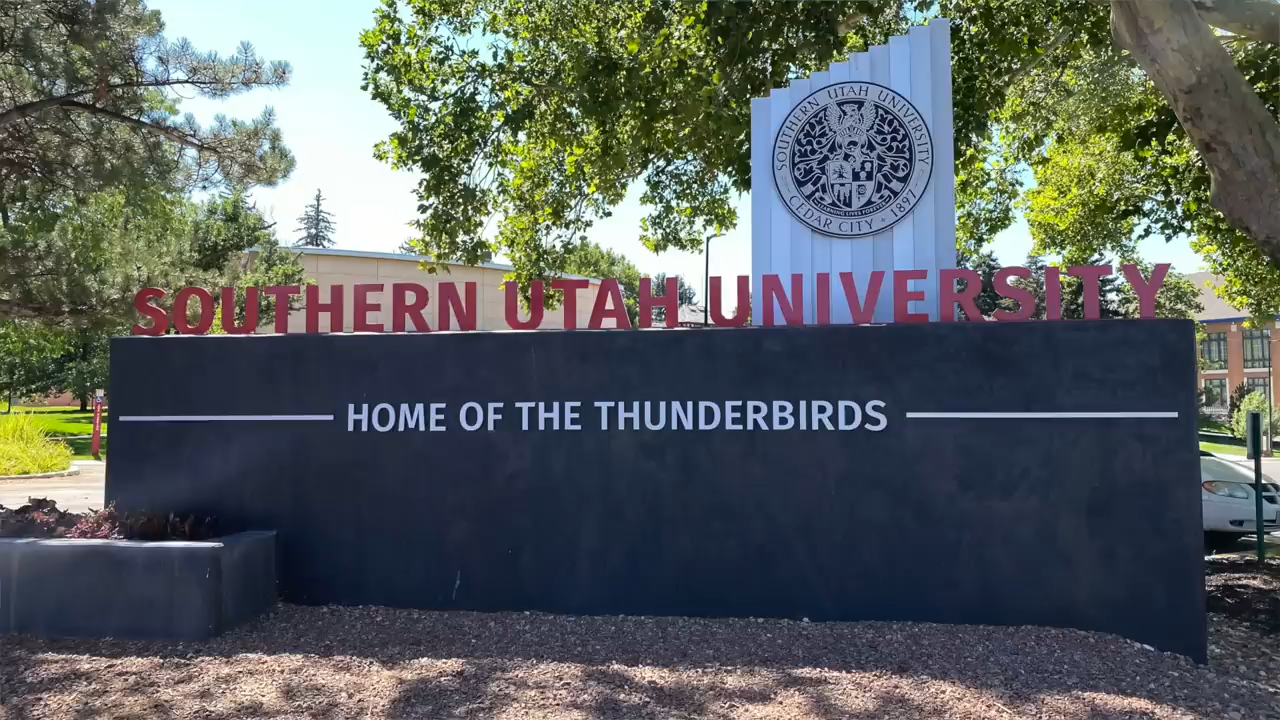 SOUTHERN UTAH UNIVERSITY
CEDAR CITY • 1897
SOUTHERN UTAH UNIVERSITY
HOME OF THE THUNDERBIRDS